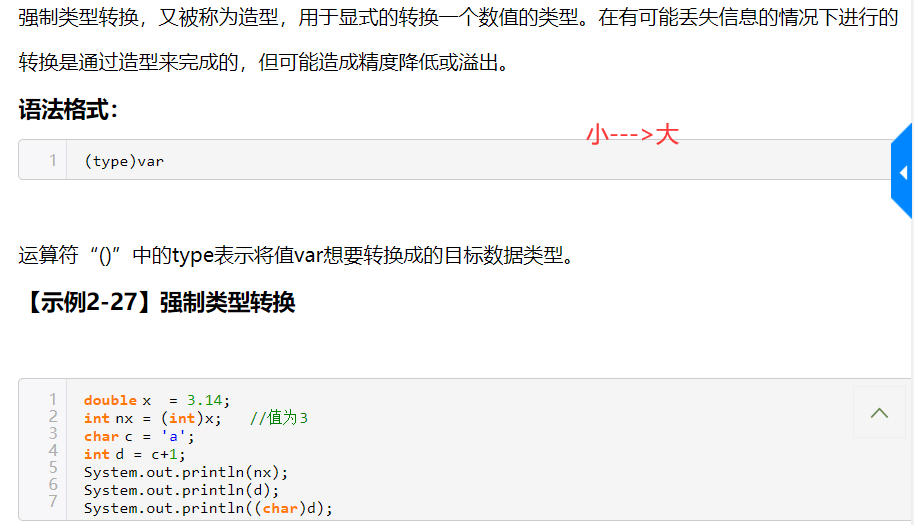 强制类型转换，又被称为造型，用于显式的转换一个数值的类型。在有可能丢失信息的情况下进行的
转换是通过造型来完成的，但可能造成精度降低或溢出。
语法格式：
小--->大
1 (type)var
运算符“()”中的type表示将值var想要转换成的目标数据类型。
【示例2-27】强制类型转换
1 double x  = 3.14;
2 int nx = (int)x;   //值为3
3 char c = 'a';
4 int d = c+1;
5 System.out.println(nx);
6 System.out.println(d);
7 System.out.println((char)d);